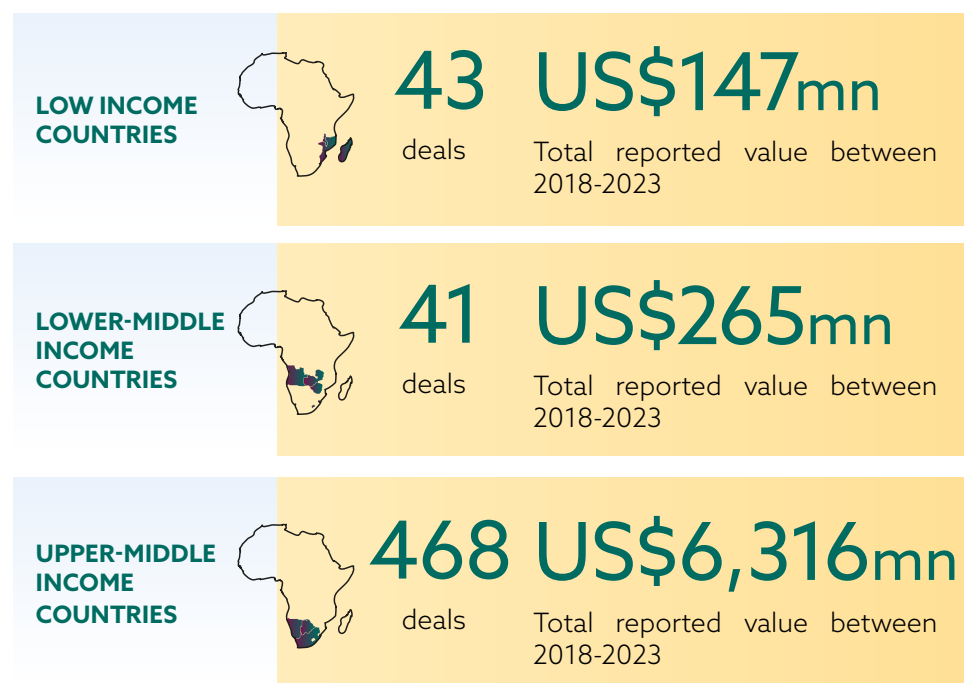 LOW INCOME
COUNTRIES
43
deals
US$147mn
Total reported value between
2018-2023
LOWER-MIDDLE
INCOME
COUNTRIES
41
deals
US$265mn
Total reported value between
2018-2023
UPPER-MIDDLE
INCOME
COUNTRIES
468
deals
US$6,316mn
Total reported value between
2018-2023